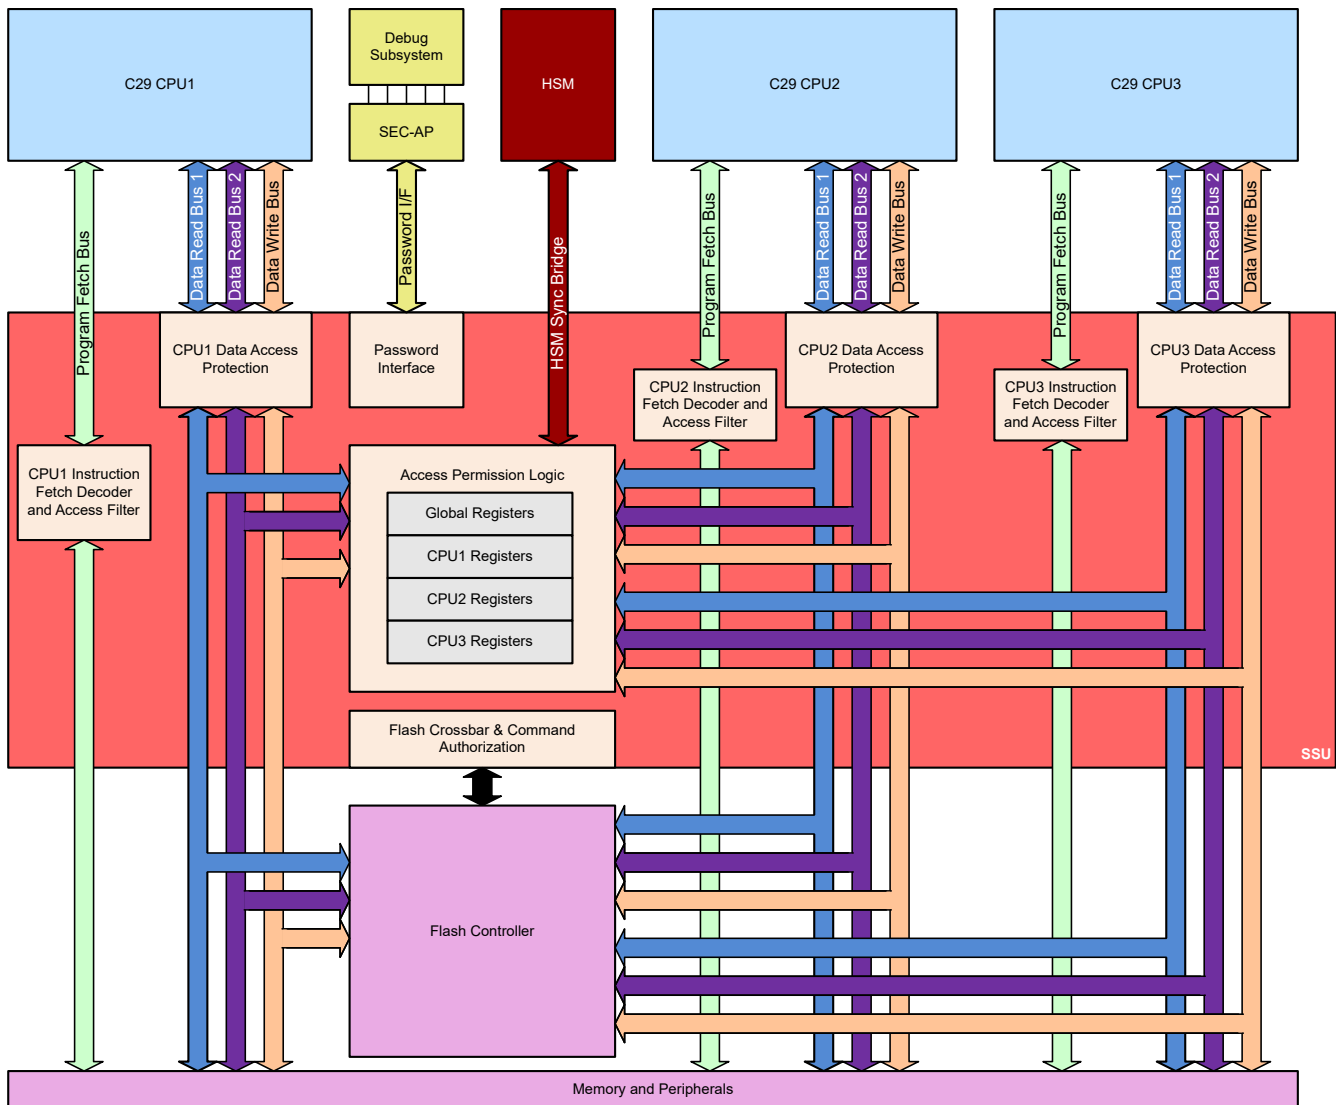 C29 CPU1
Debug
Subsystem
SEC-AP
HSM
C29 CPU2
C29 CPU3
Program Fetch Bus
Data Read Bus 1
Data Read Bus 2
Data Write Bus
Password I/F
HSM Sync Bridge
Program Fetch Bus
Data Read Bus 1
Data Read Bus 2
Data Write Bus
Program Fetch Bus
Data Read Bus 1
Data Read Bus 2
Data Write Bus
CPU1 Data Access
Protection
Password
Interface
CPU2 Data Access
Protection
CPU3 Data Access
Protection
CPU2 Instruction
Fetch Decoder and
Access Filter
CPU3 Instruction
Fetch Decoder
and Access Filter
CPU1 Instruction
Fetch Decoder
and Access Filter
Access Permission Logic
Global Registers
CPU1 Registers
CPU2 Registers
CPU3 Registers
Flash Crossbar & Command
Authorization
SSU
Flash Controller
Memory and Peripherals